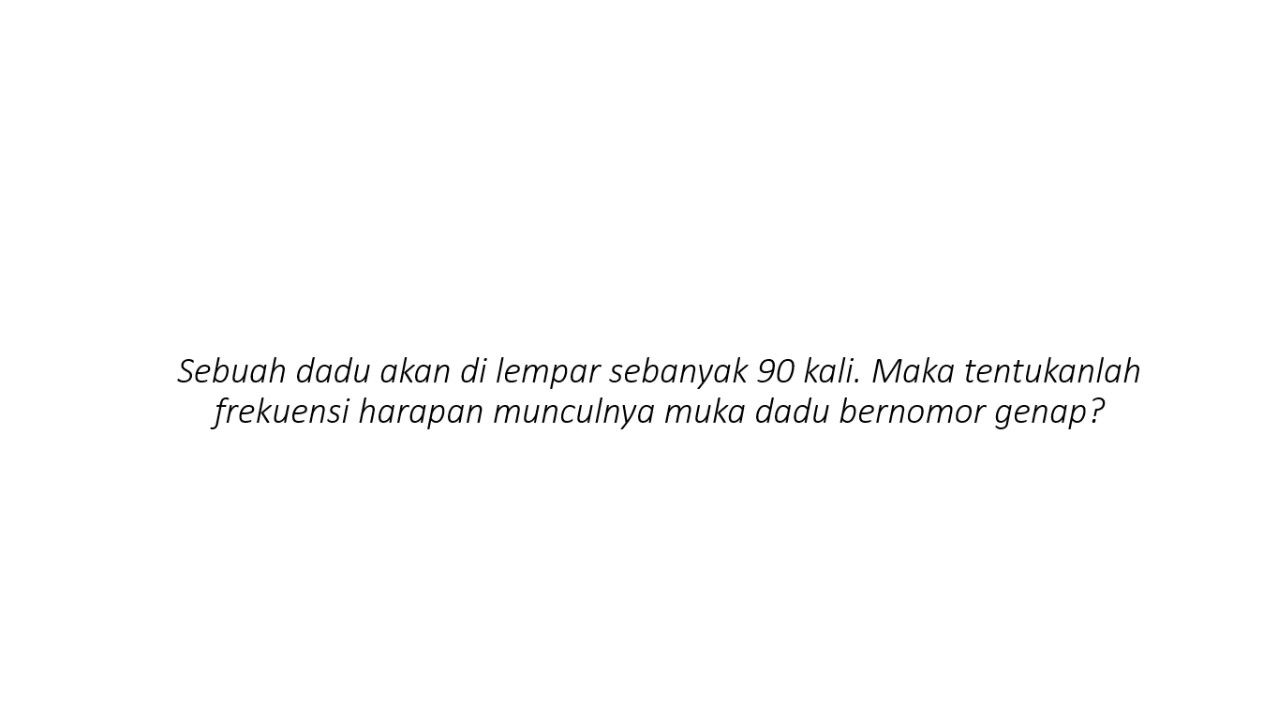 Sebuah dadu akan di lempar sebanyak 90 kali. Maka tentukanlah
frekuensi harapan munculnya muka dadu bernomor genap?